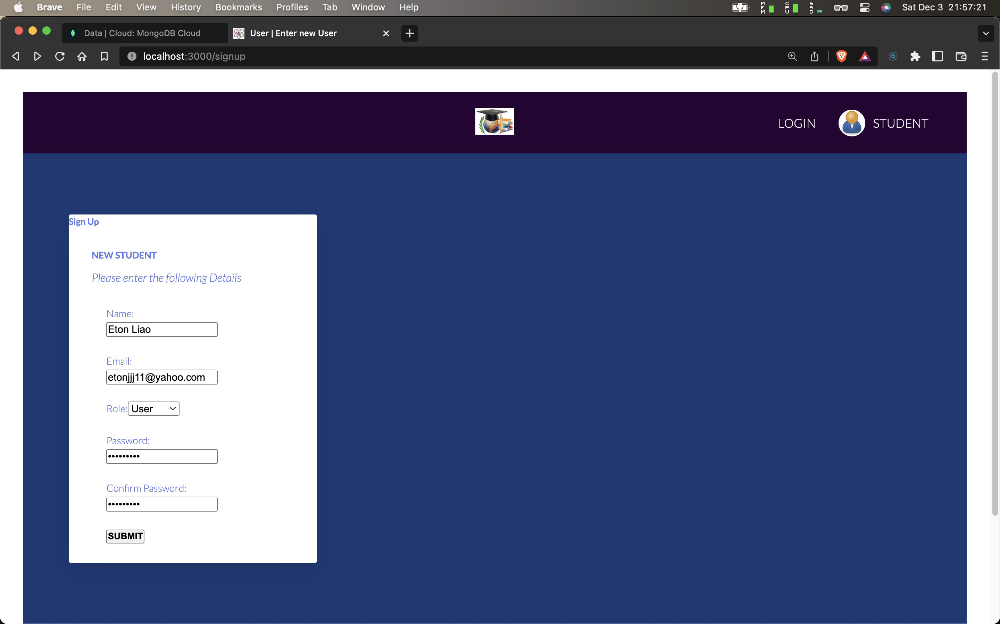 Brave File Edit View History Bookmarks Profiles Tab Window Help MEM CPU SSD Sat Dec 3 21:57:21
Data | Cloud: MongoDB Cloud User | Enter new User
localhost:3000/signup
LOGIN STUDENT
Sign Up
NEW STUDENT
Please enter the following Details
Name:
Eton Liao
Email:
etonjjj11@yahoo.com
Role: User
Password:
•••••••••
Confirm Password:
•••••••••
SUBMIT